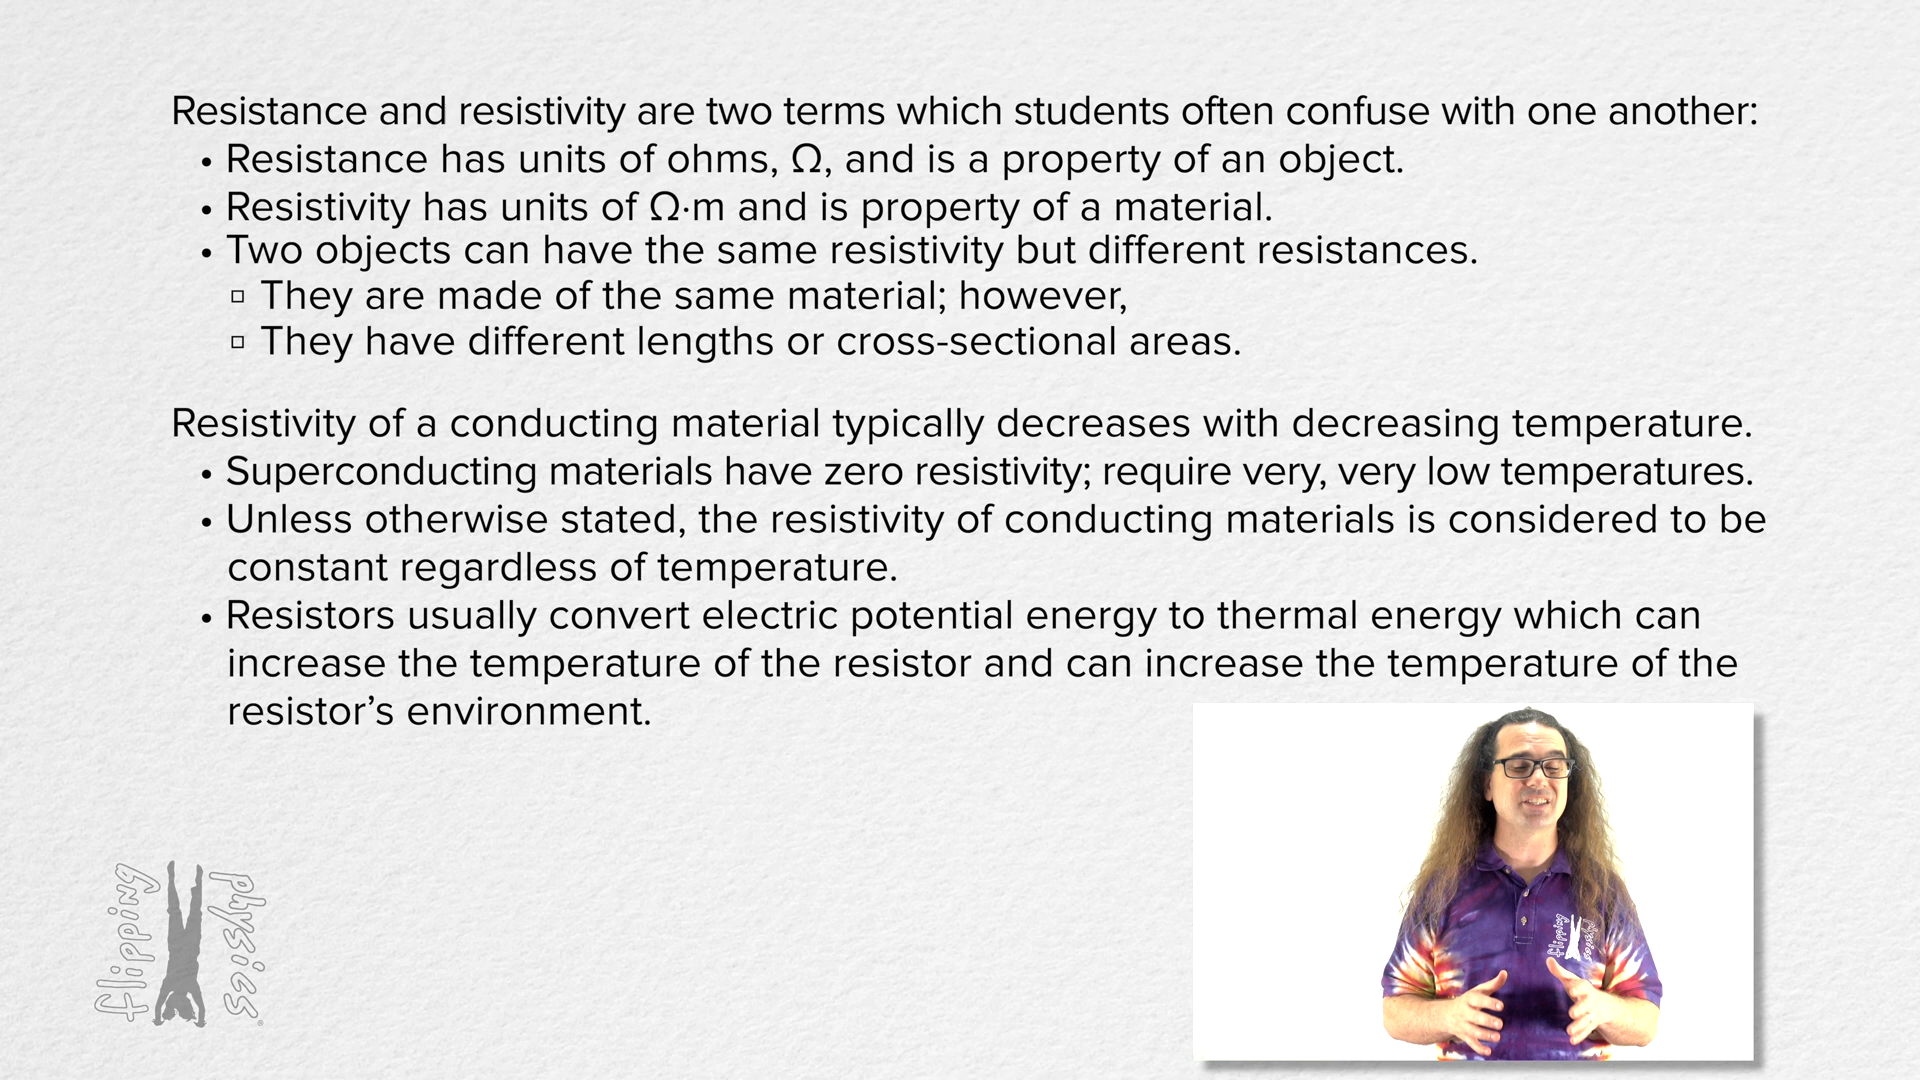 Resistance and resistivity are two terms which students often confuse with one another:
• Resistance has units of ohms, Ω, and is a property of an object.
• Resistivity has units of Ω·m and is property of a material.
• Two objects can have the same resistivity but different resistances.
▫ They are made of the same material; however,
▫ They have different lengths or cross-sectional areas.
Resistivity of a conducting material typically decreases with decreasing temperature.
• Superconducting materials have zero resistivity; require very, very low temperatures.
• Unless otherwise stated, the resistivity of conducting materials is considered to be
constant regardless of temperature.
• Resistors usually convert electric potential energy to thermal energy which can
increase the temperature of the resistor and can increase the temperature of the
resistor’s environment.
flipping
physics®
flipping
physics